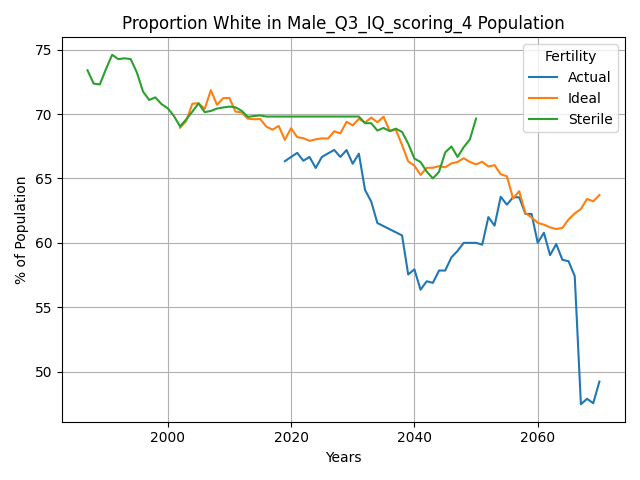 Proportion White in Male_Q3_IQ_scoring_4 Population
Fertility
Actual
Ideal
Sterile
75
70
65
60
55
50
% of Population
2000
2020
2040
2060
Years